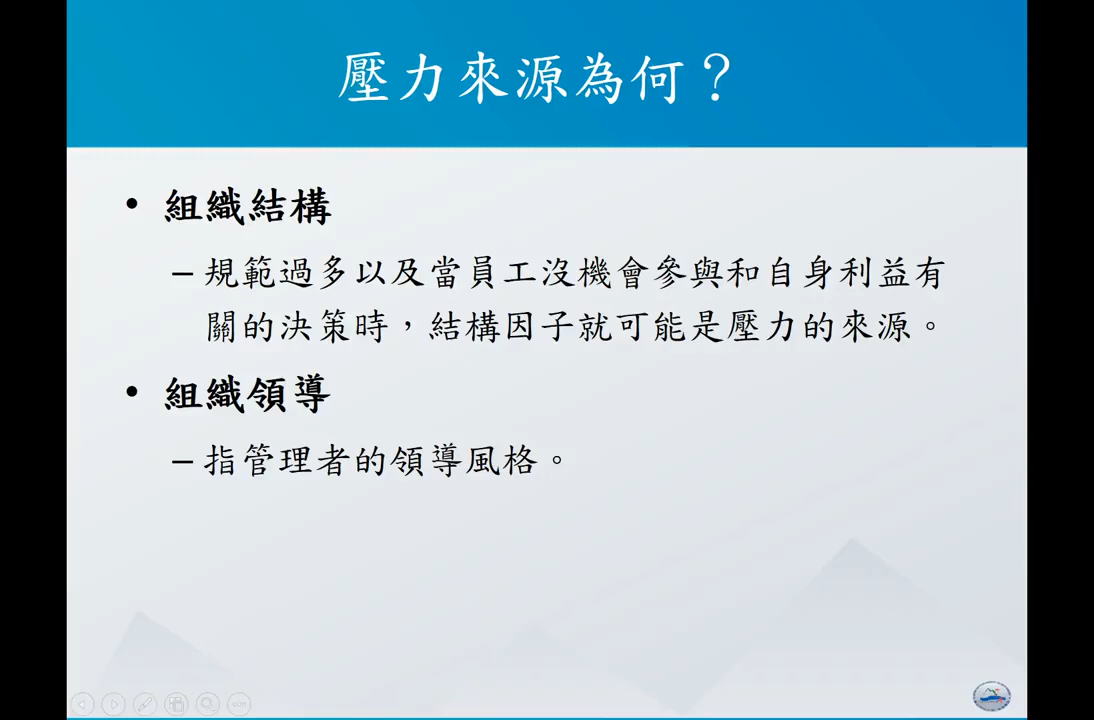 壓力來源為何？
• 組織結構
– 規範過多以及當員工沒機會參與和自身利益有
關的決策時，結構因子就可能是壓力的來源。
• 組織領導
– 指管理者的領導風格。